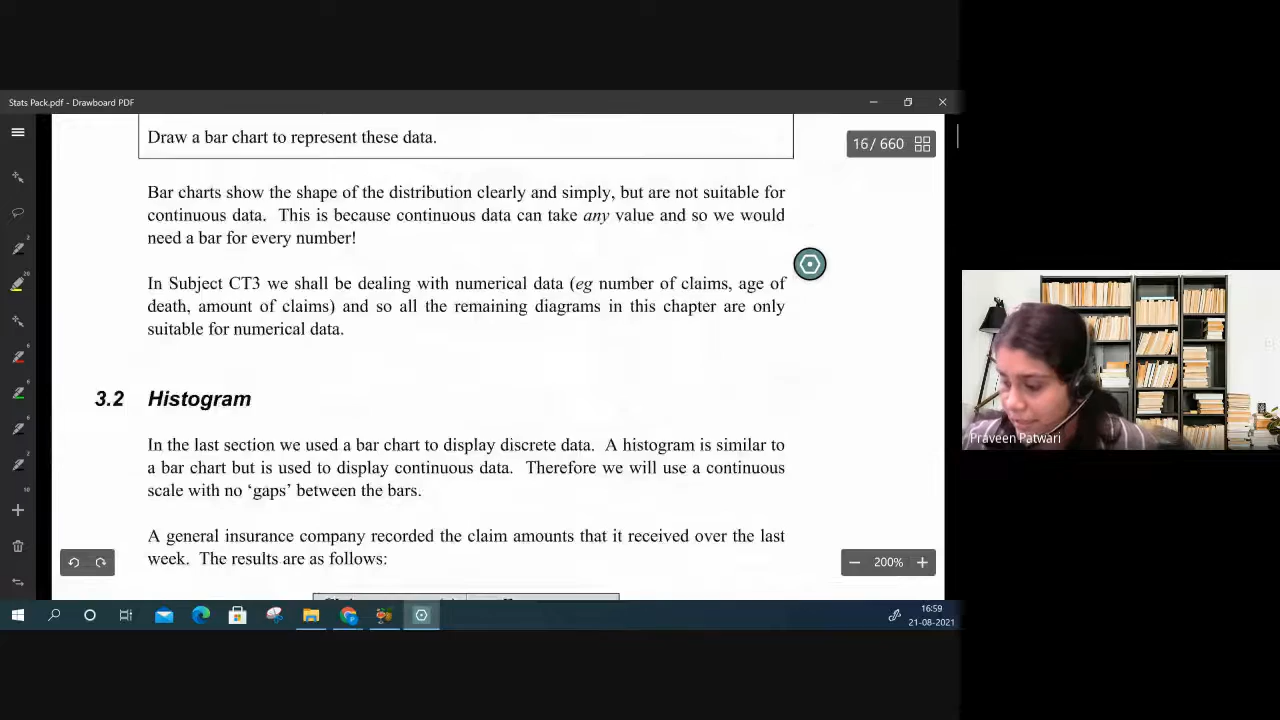 Stats Pack.pdf - Drawboard PDF
Draw a bar chart to represent these data.
16/ 660
Bar charts show the shape of the distribution clearly and simply, but are not suitable for
continuous data. This is because continuous data can take any value and so we would
need a bar for every number!
In Subject CT3 we shall be dealing with numerical data (eg number of claims, age of
death, amount of claims) and so all the remaining diagrams in this chapter are only
suitable for numerical data.
3.2 Histogram
In the last section we used a bar chart to display discrete data. A histogram is similar to
a bar chart but is used to display continuous data. Therefore we will use a continuous
scale with no ‘gaps’ between the bars.
A general insurance company recorded the claim amounts that it received over the last
week. The results are as follows:
200%
Praveen Patwari
16:59
21-08-2021